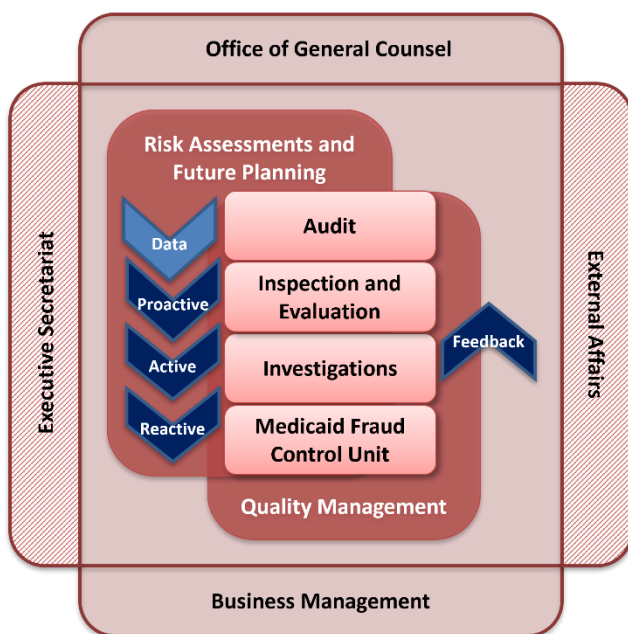 Office of General Counsel
Executive Secretariat
Risk Assessments and
Future Planning
Data
Proactive
Active
Reactive
Audit
Inspection and
Evaluation
Investigations
Medicaid Fraud
Control Unit
Feedback
Quality Management
External Affairs
Business Management